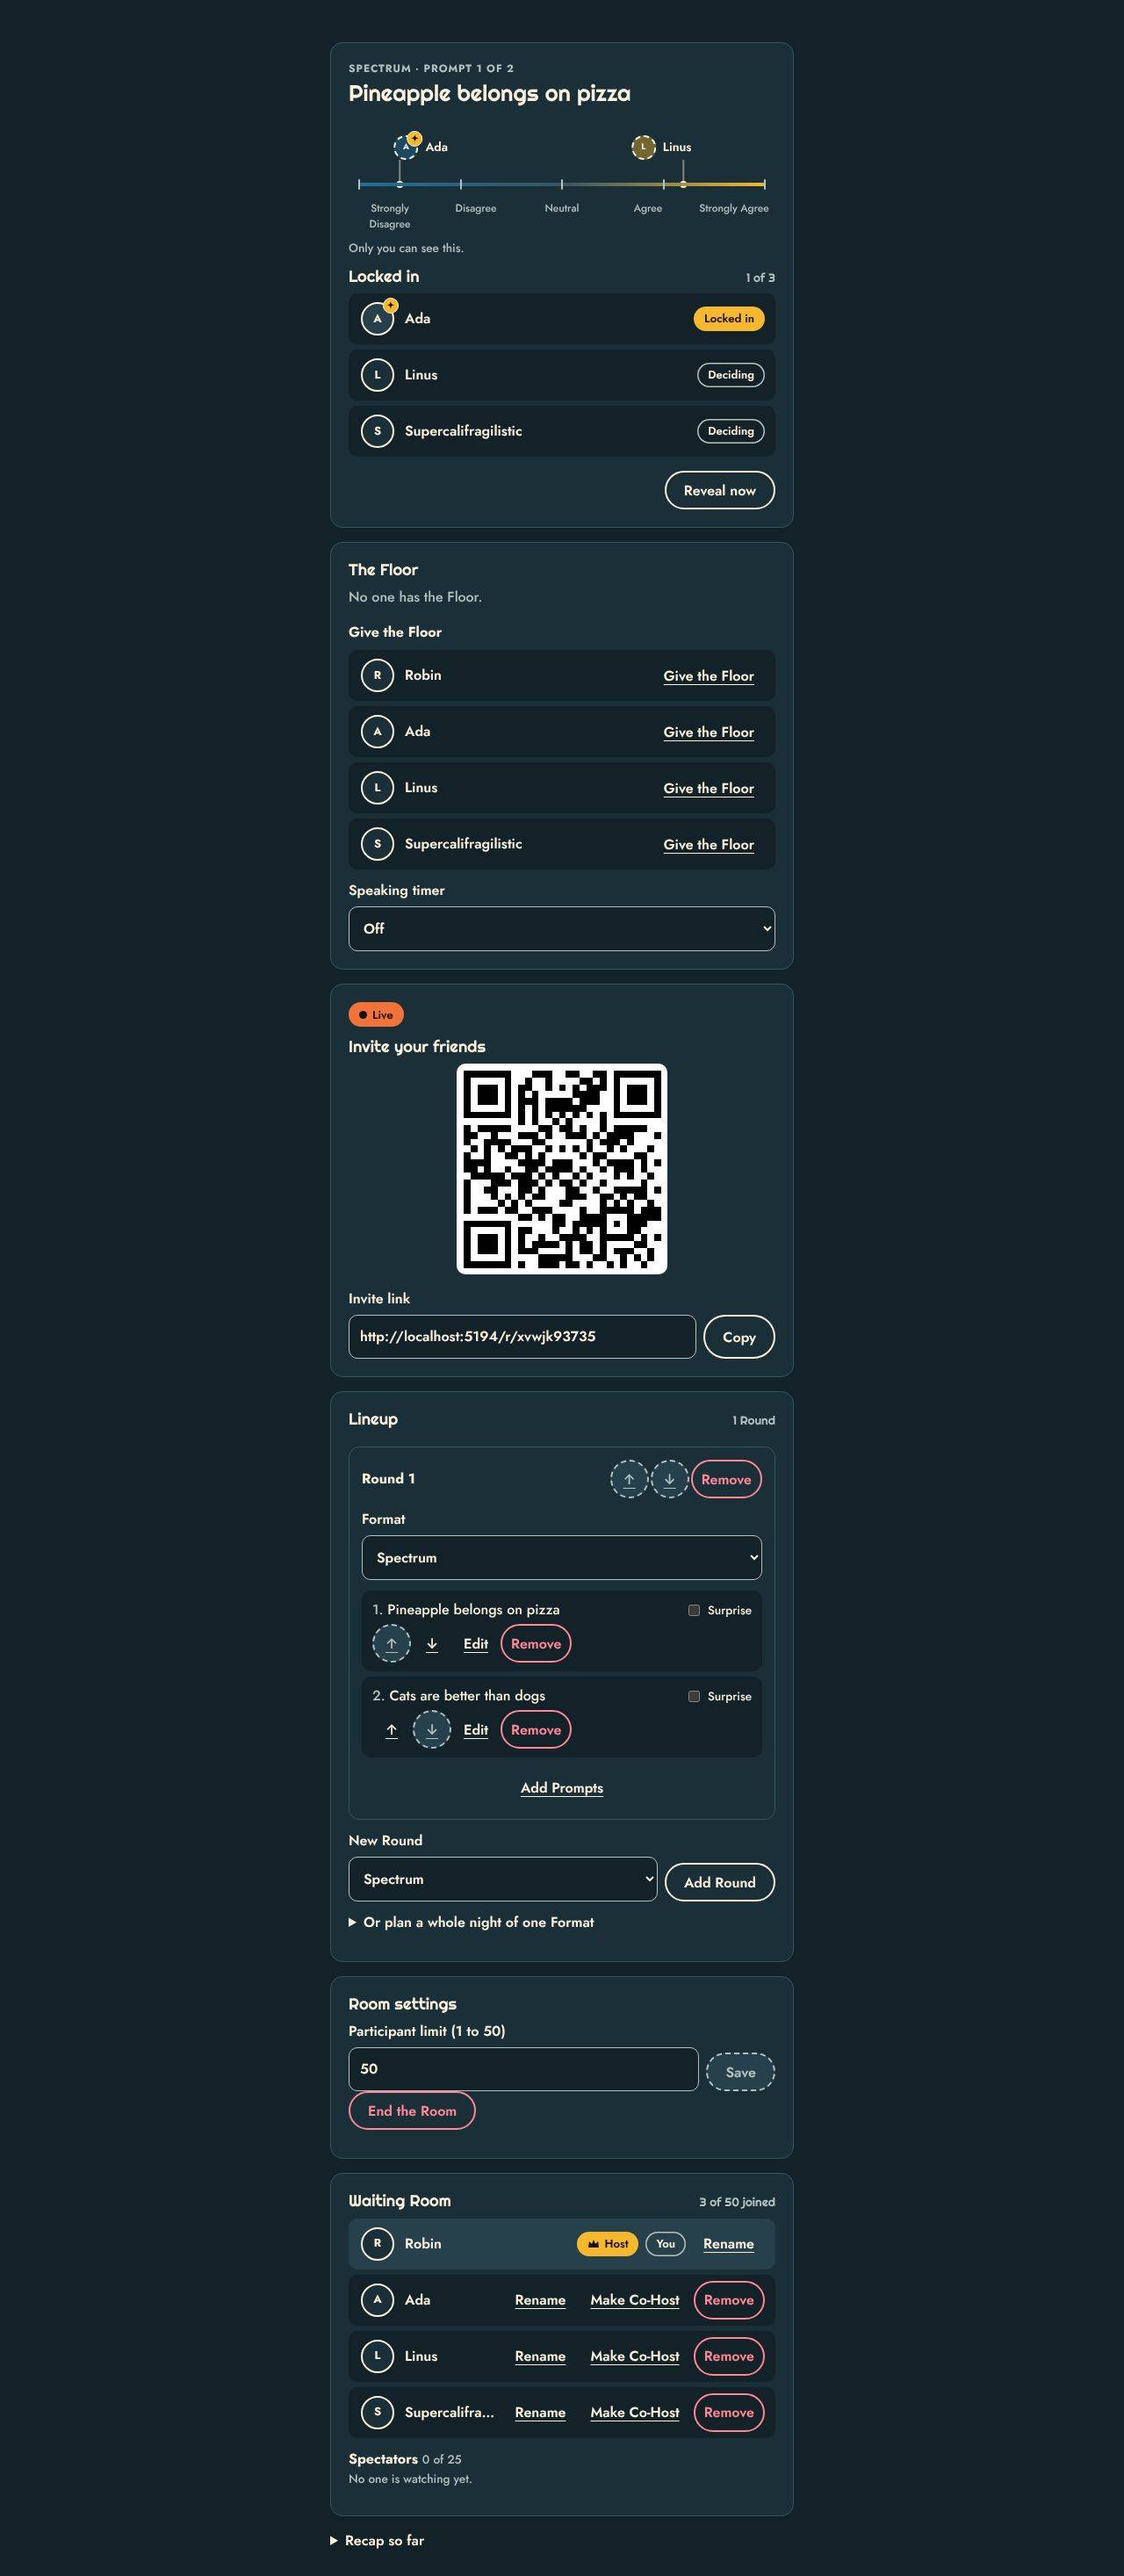 SPECTRUM · PROMPT 1 OF 2
Pineapple belongs on pizza
A Ada
L Linus
Strongly Disagree
Disagree
Neutral
Agree
Strongly Agree
Only you can see this.
Locked in
1 of 3
A Ada Locked in
L Linus Deciding
S Supercalifragilistic Deciding
Reveal now
The Floor
No one has the Floor.
Give the Floor
R Robin Give the Floor
A Ada Give the Floor
L Linus Give the Floor
S Supercalifragilistic Give the Floor
Speaking timer
Off
Live
Invite your friends
Invite link
http://localhost:5194/r/xvwjk93735
Copy
Lineup
1 Round
Round 1
↑ ↓ Remove
Format
Spectrum
1. Pineapple belongs on pizza Surprise
↑ ↓ Edit Remove
2. Cats are better than dogs Surprise
↑ ↓ Edit Remove
Add Prompts
New Round
Spectrum
Add Round
Or plan a whole night of one Format
Room settings
Participant limit (1 to 50)
50
Save
End the Room
Waiting Room
3 of 50 joined
R Robin Host You Rename
A Ada Rename Make Co-Host Remove
L Linus Rename Make Co-Host Remove
S Supercalifra... Rename Make Co-Host Remove
Spectators 0 of 25
No one is watching yet.
Recap so far